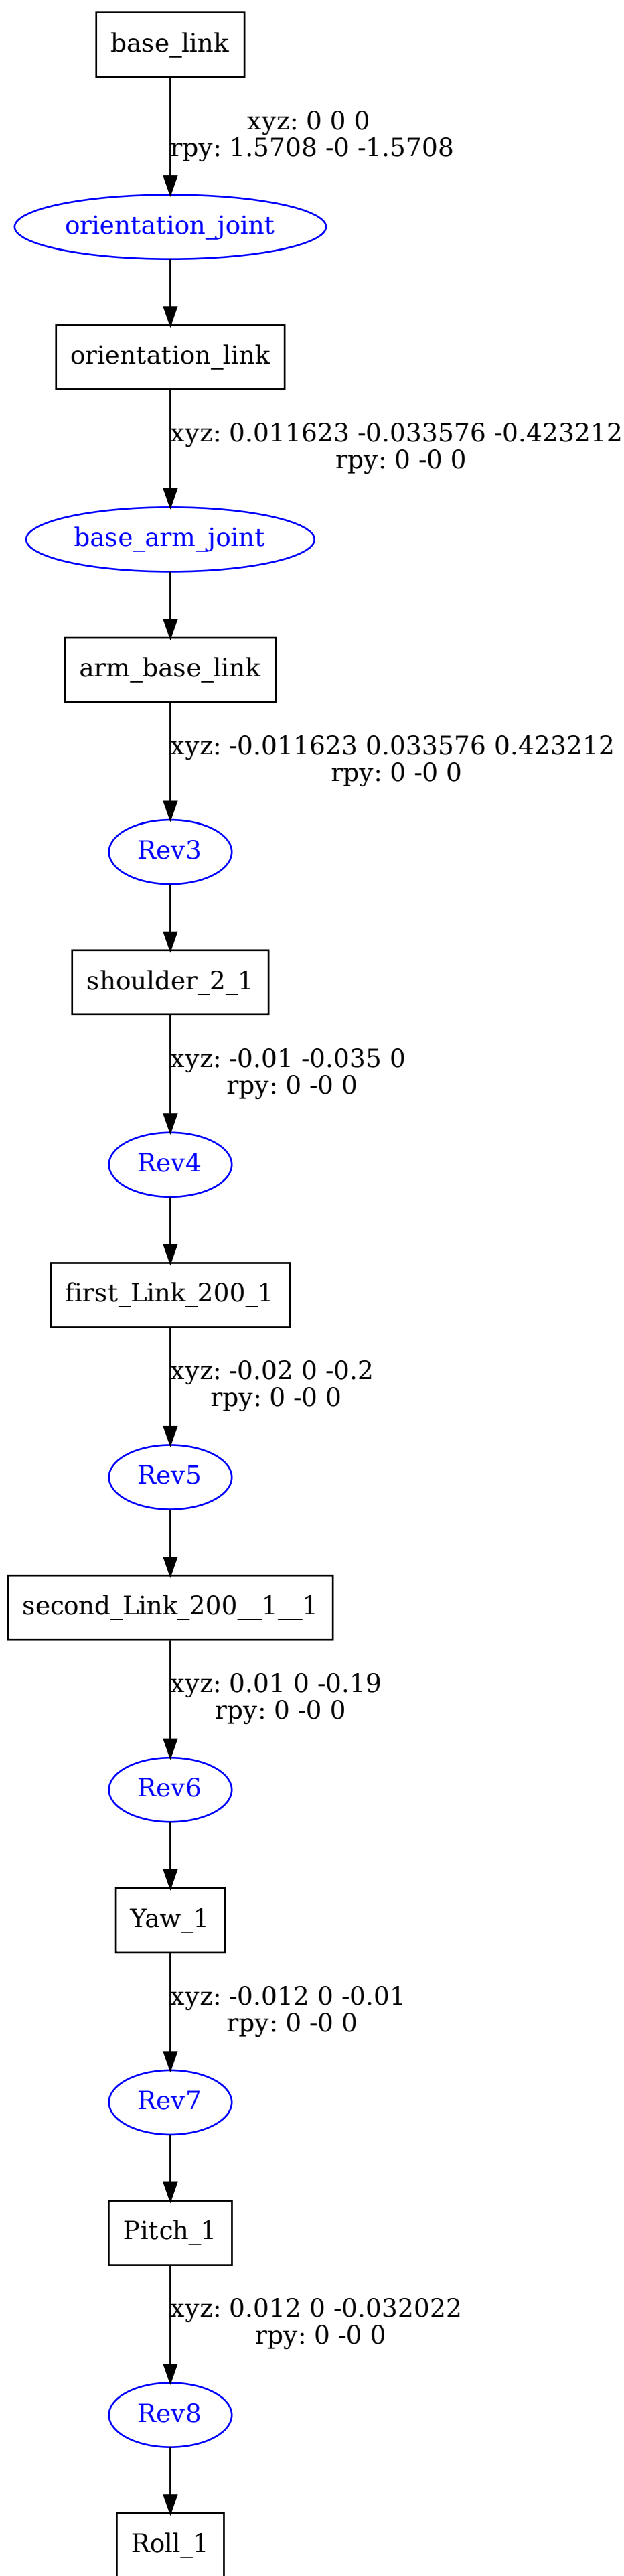 base_link
xyz: 0 0 0
rpy: 1.5708 -0 -1.5708
orientation_joint
orientation_link
xyz: 0.011623 -0.033576 -0.423212
rpy: 0 -0 0
base_arm_joint
arm_base_link
xyz: -0.011623 0.033576 0.423212
rpy: 0 -0 0
Rev3
shoulder_2_1
xyz: -0.01 -0.035 0
rpy: 0 -0 0
Rev4
first_Link_200_1
xyz: -0.02 0 -0.2
rpy: 0 -0 0
Rev5
second_Link_200__1__1
xyz: 0.01 0 -0.19
rpy: 0 -0 0
Rev6
Yaw_1
xyz: -0.012 0 -0.01
rpy: 0 -0 0
Rev7
Pitch_1
xyz: 0.012 0 -0.032022
rpy: 0 -0 0
Rev8
Roll_1